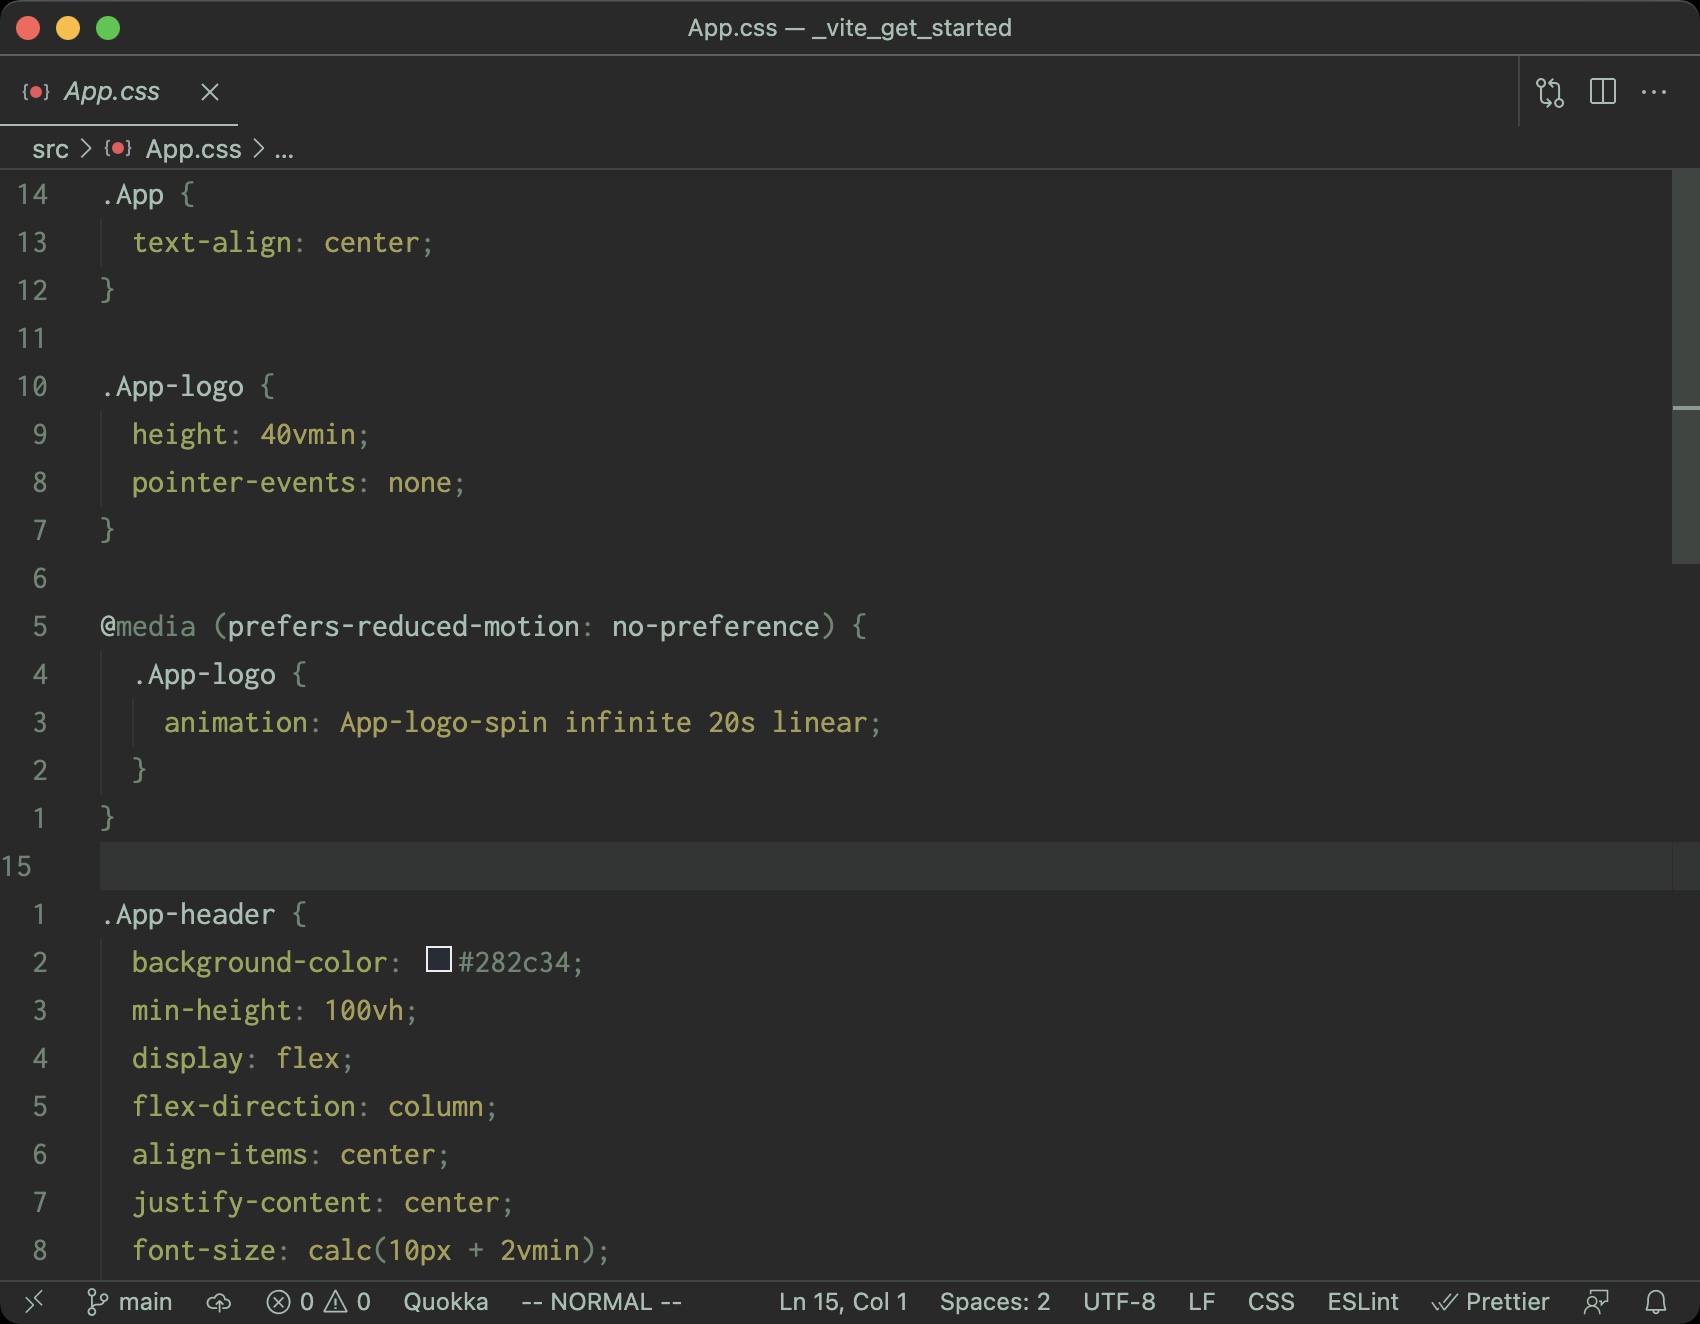 App.css — _vite_get_started
App.css
src > App.css > ...
14 .App {
13   text-align: center;
12 }
11
10 .App-logo {
9   height: 40vmin;
8   pointer-events: none;
7 }
6
5 @media (prefers-reduced-motion: no-preference) {
4   .App-logo {
3     animation: App-logo-spin infinite 20s linear;
2   }
1 }
15
1 .App-header {
2   background-color: #282c34;
3   min-height: 100vh;
4   display: flex;
5   flex-direction: column;
6   align-items: center;
7   justify-content: center;
8   font-size: calc(10px + 2vmin);
main 0 0 Quokka -- NORMAL -- Ln 15, Col 1 Spaces: 2 UTF-8 LF CSS ESLint Prettier